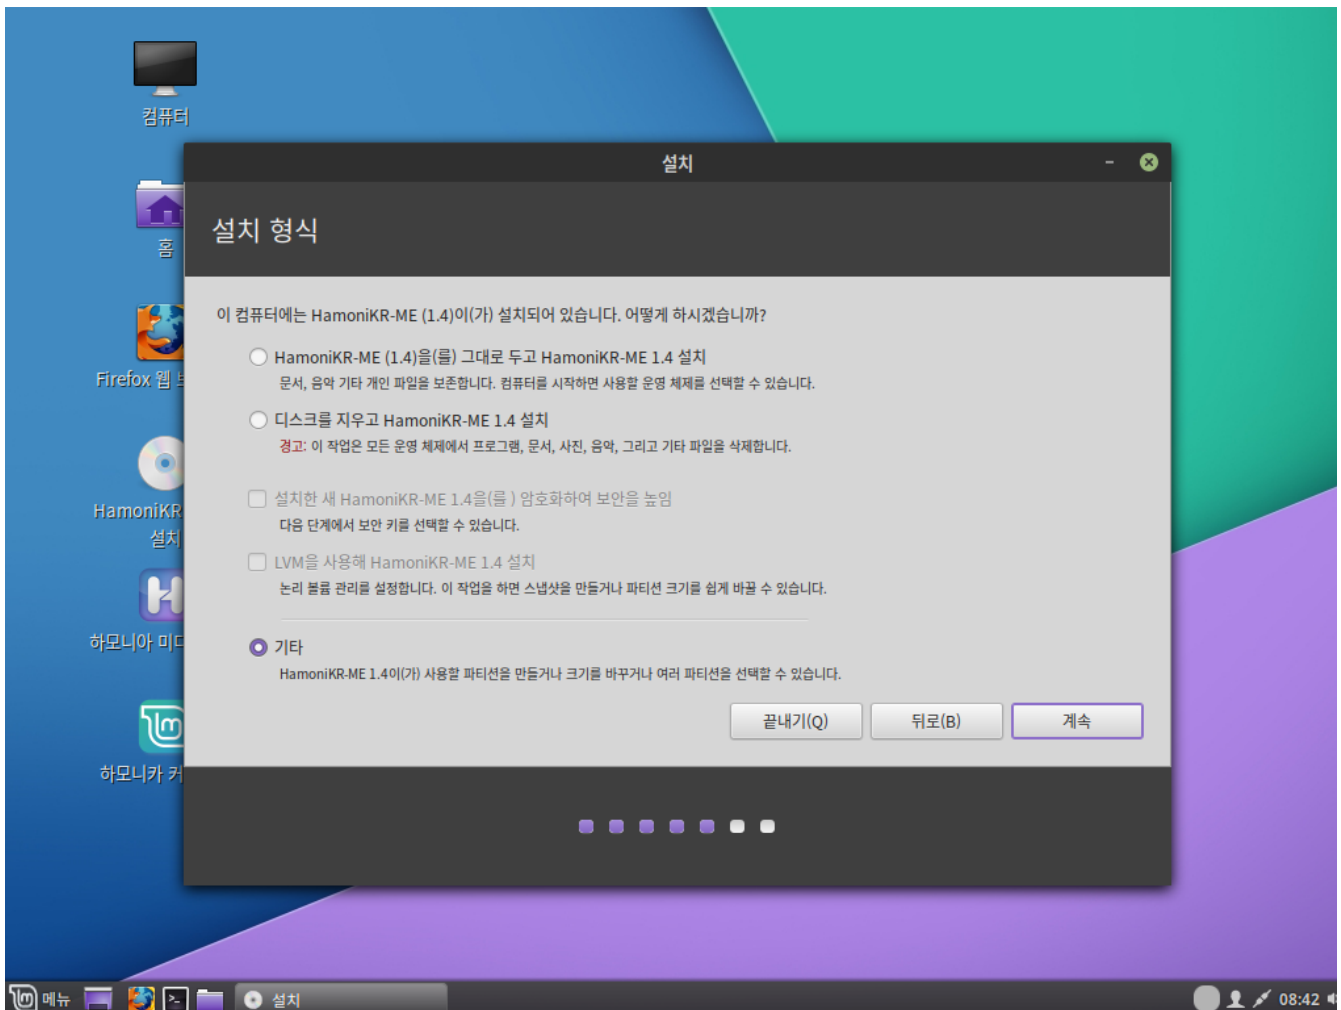 컴퓨터
설치
설치 형식
홈
이 컴퓨터에는 HamoniKR-ME (1.4)이(가) 설치되어 있습니다. 어떻게 하시겠습니까?
HamoniKR-ME (1.4)을(를) 그대로 두고 HamoniKR-ME 1.4 설치
문서, 음악 기타 개인 파일을 보존합니다. 컴퓨터를 시작하면 사용할 운영 체제를 선택할 수 있습니다.
Firefox 웹
디스크를 지우고 HamoniKR-ME 1.4 설치
경고: 이 작업은 모든 운영 체제에서 프로그램, 문서, 사진, 음악, 그리고 기타 파일을 삭제합니다.
설치한 새 HamoniKR-ME 1.4을(를 ) 암호화하여 보안을 높임
다음 단계에서 보안 키를 선택할 수 있습니다.
HamoniKR
설치
LVM을 사용해 HamoniKR-ME 1.4 설치
논리 볼륨 관리를 설정합니다. 이 작업을 하면 스냅샷을 만들거나 파티션 크기를 쉽게 바꿀 수 있습니다.
하모니아 미디
기타
HamoniKR-ME 1.4이(가) 사용할 파티션을 만들거나 크기를 바꾸거나 여러 파티션을 선택할 수 있습니다.
끝내기(Q)
뒤로(B)
계속
하모니카 커
메뉴
설치
08:42